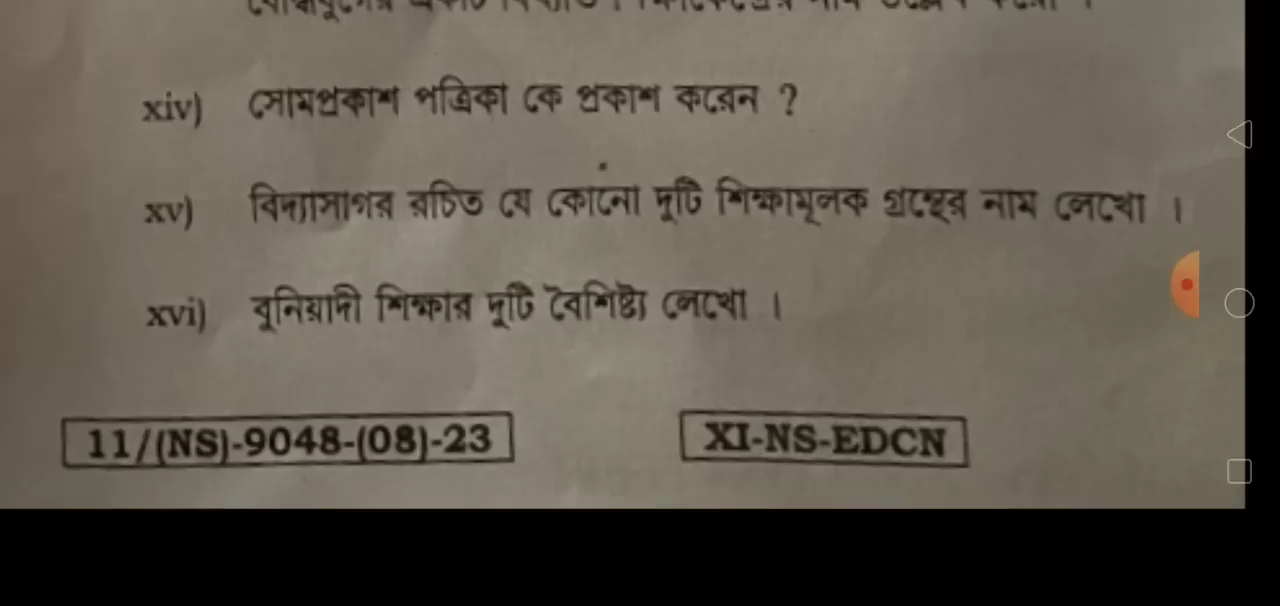 xiv) সোমপ্রকাশ পত্রিকা কে প্রকাশ করেন ?
xv) বিদ্যাসাগর রচিত যে কোনো দুটি শিক্ষামূলক গ্রন্থের নাম লেখো ।
xvi) বুনিয়াদী শিক্ষার দুটি বৈশিষ্ট্য লেখো ।
11/(NS)-9048-(08)-23
XI-NS-EDCN